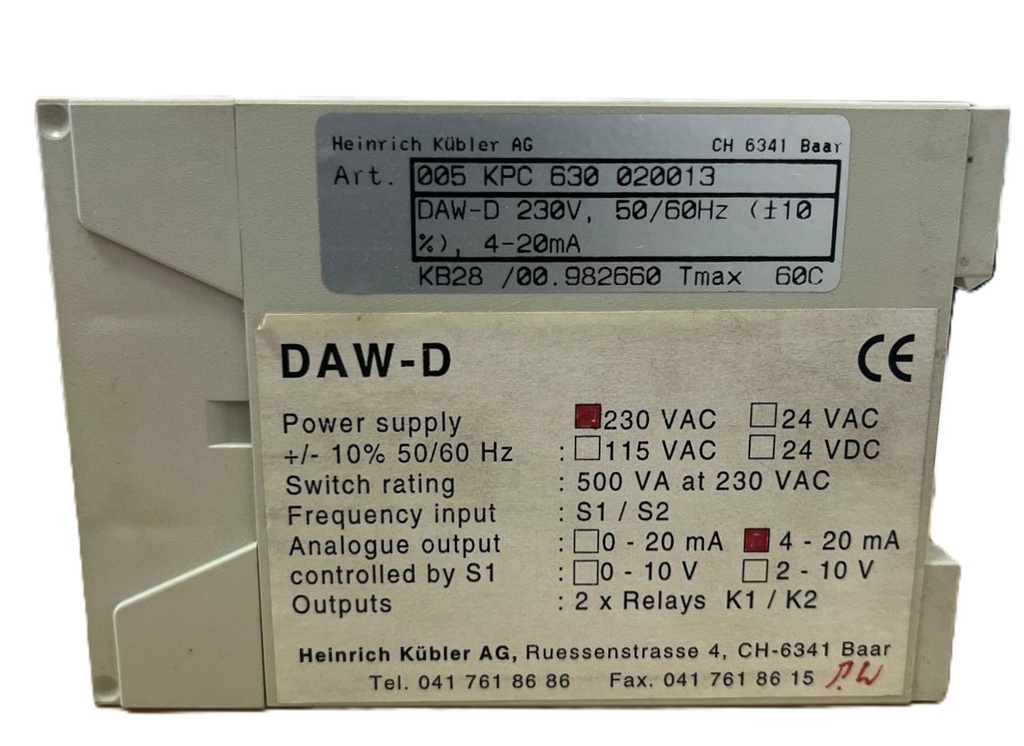 Heinrich Kübler AG CH 6341 Baar
Art. 005 KPC 630 020013
DAW-D 230V, 50/60Hz (±10
%), 4-20mA
KB28 /00.982660 Tmax 60C
DAW-D CE
Power supply 230 VAC 24 VAC
+/- 10% 50/60 Hz : 115 VAC 24 VDC
Switch rating : 500 VA at 230 VAC
Frequency input : S1 / S2
Analogue output : 0 - 20 mA 4 - 20 mA
controlled by S1 : 0 - 10 V 2 - 10 V
Outputs : 2 x Relays K1 / K2
Heinrich Kübler AG, Ruessenstrasse 4, CH-6341 Baar
Tel. 041 761 86 86 Fax. 041 761 86 15